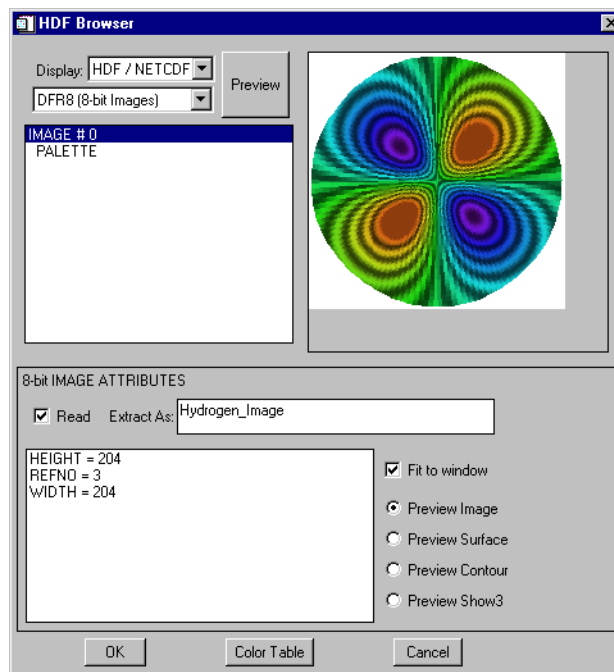 HDF Browser
Display: HDF / NETCDF
Preview
DFR8 (8-bit Images)
IMAGE # 0
PALETTE
8-bit IMAGE ATTRIBUTES
Read Extract As: Hydrogen_Image
HEIGHT = 204
REFNO = 3
WIDTH = 204
Fit to window
Preview Image
Preview Surface
Preview Contour
Preview Show3
OK Color Table Cancel